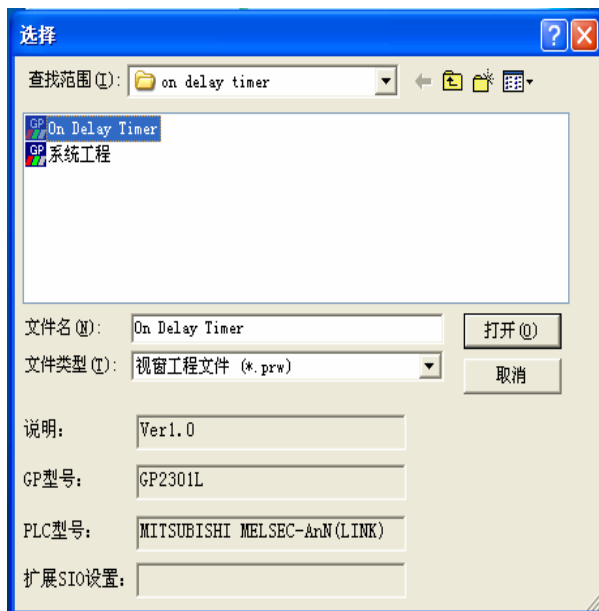 选择
查找范围(I): on delay timer
On Delay Timer
系统工程
文件名(N): On Delay Timer 打开(O)
文件类型(T): 视窗工程文件 (*.prw) 取消
说明: Ver1.0
GP型号: GP2301L
PLC型号: MITSUBISHI MELSEC-AnN(LINK)
扩展SIO设置: